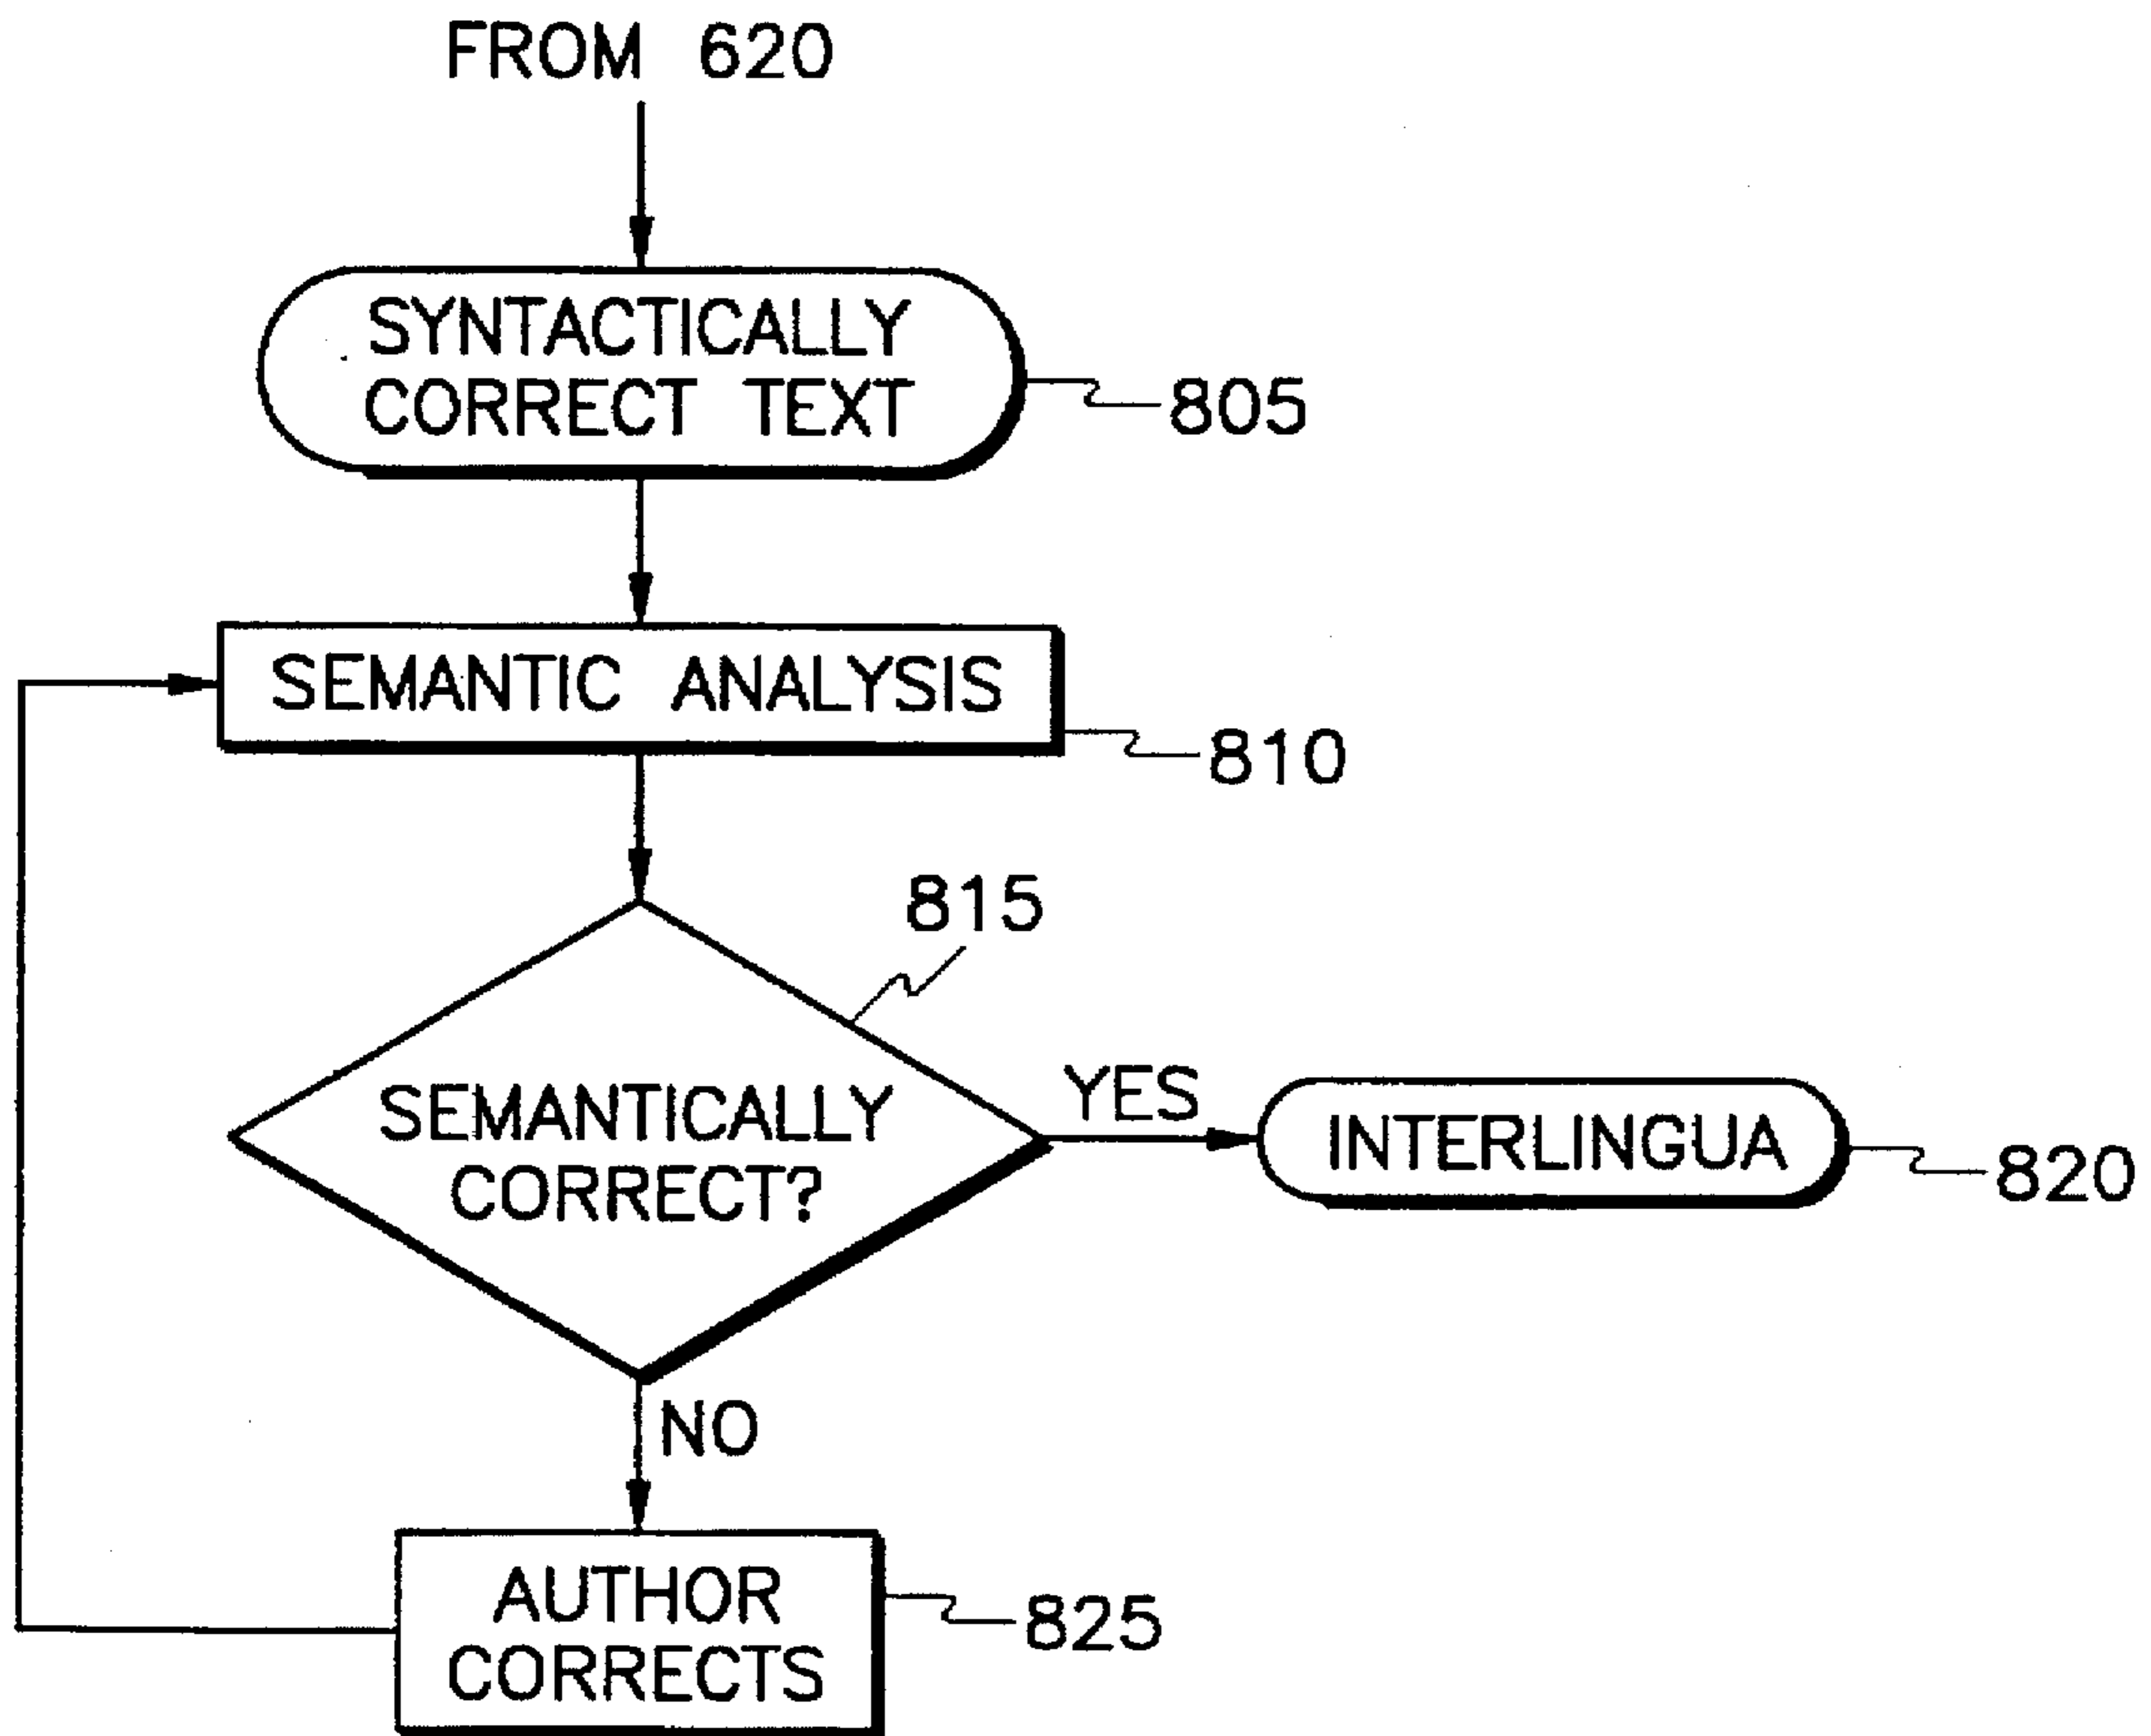 FROM 620
SYNTACTICALLY
CORRECT TEXT
805
SEMANTIC ANALYSIS
810
815
SEMANTICALLY
CORRECT?
YES
INTERLINGUA
820
NO
AUTHOR
CORRECTS
825